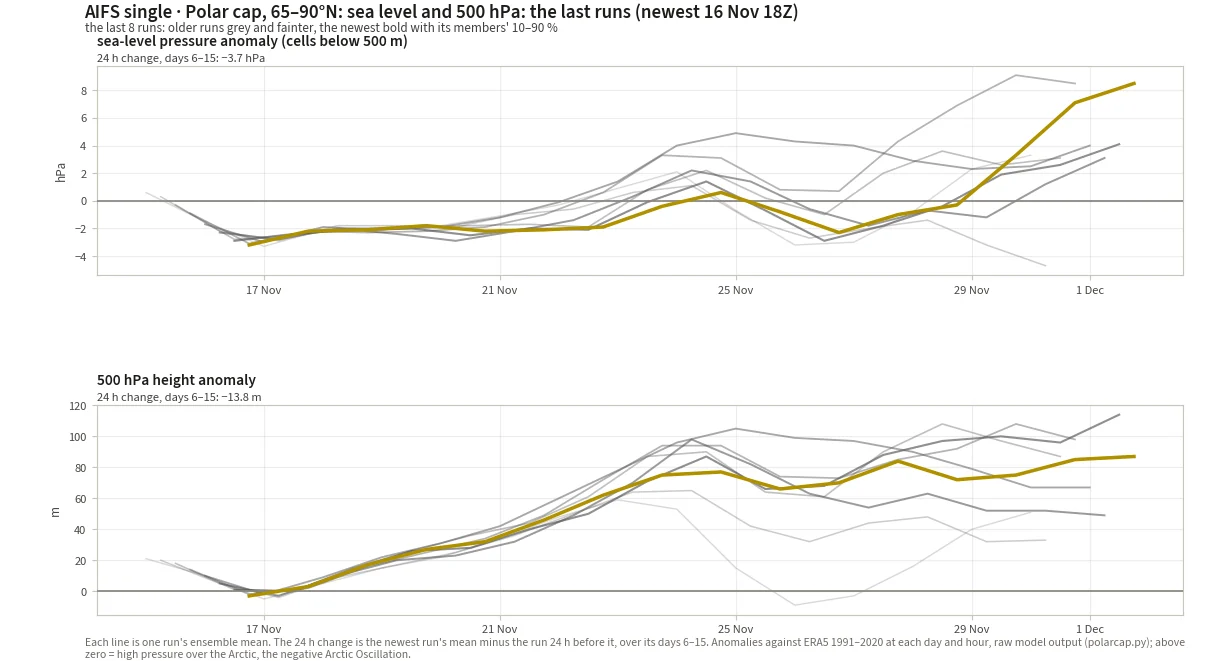 AIFS single · Polar cap, 65–90°N: sea level and 500 hPa: the last runs (newest 16 Nov 18Z)
the last 8 runs: older runs grey and fainter, the newest bold with its members' 10–90 %
sea-level pressure anomaly (cells below 500 m)
24 h change, days 6–15: −3.7 hPa
8
6
4
2
0
−2
−4
hPa
17 Nov
21 Nov
25 Nov
29 Nov
1 Dec
500 hPa height anomaly
24 h change, days 6–15: −13.8 m
120
100
80
60
40
20
0
m
17 Nov
21 Nov
25 Nov
29 Nov
1 Dec
Each line is one run's ensemble mean. The 24 h change is the newest run's mean minus the run 24 h before it, over its days 6–15. Anomalies against ERA5 1991–2020 at each day and hour, raw model output (polarcap.py); above
zero = high pressure over the Arctic, the negative Arctic Oscillation.